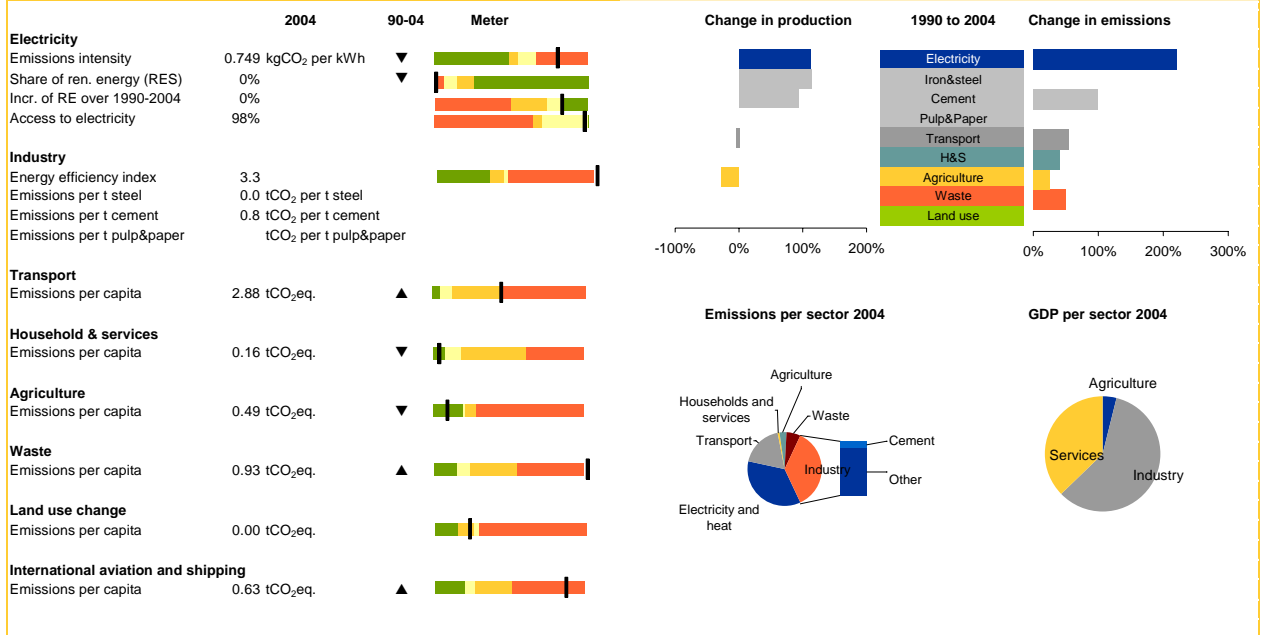 2004 90-04 Meter
Electricity
Emissions intensity 0.749 kgCO₂ per kWh ▼
Share of ren. energy (RES) 0% ▼
Incr. of RE over 1990-2004 0%
Access to electricity 98%
Industry
Energy efficiency index 3.3
Emissions per t steel 0.0 tCO₂ per t steel
Emissions per t cement 0.8 tCO₂ per t cement
Emissions per t pulp&paper tCO₂ per t pulp&paper
Transport
Emissions per capita 2.88 tCO₂eq. ▲
Household & services
Emissions per capita 0.16 tCO₂eq. ▼
Agriculture
Emissions per capita 0.49 tCO₂eq. ▼
Waste
Emissions per capita 0.93 tCO₂eq. ▲
Land use change
Emissions per capita 0.00 tCO₂eq.
International aviation and shipping
Emissions per capita 0.63 tCO₂eq. ▲
Change in production 1990 to 2004 Change in emissions
Electricity
Iron&steel
Cement
Pulp&Paper
Transport
H&S
Agriculture
Waste
Land use
-100% 0% 100% 200%
0% 100% 200% 300%
Emissions per sector 2004
Agriculture
Households and
services
Waste
Transport
Cement
Industry
Other
Electricity and
heat
GDP per sector 2004
Agriculture
Services
Industry